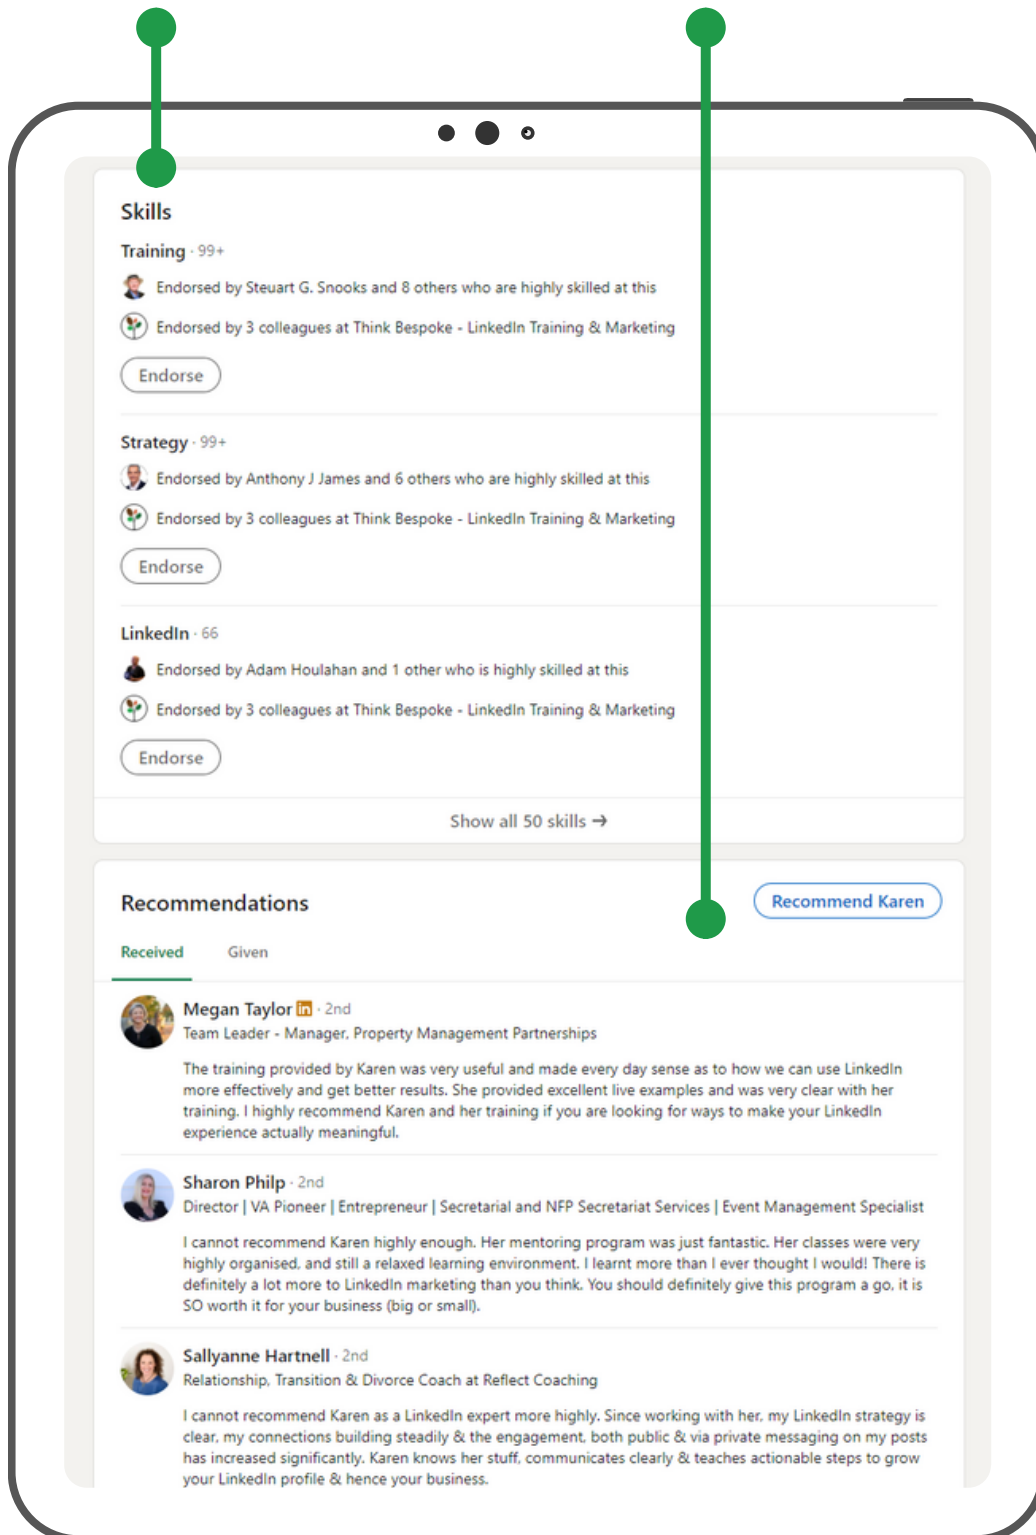 Skills
Training · 99+
Endorsed by Steuart G. Snooks and 8 others who are highly skilled at this
Endorsed by 3 colleagues at Think Bespoke - LinkedIn Training & Marketing
Endorse
Strategy · 99+
Endorsed by Anthony J James and 6 others who are highly skilled at this
Endorsed by 3 colleagues at Think Bespoke - LinkedIn Training & Marketing
Endorse
LinkedIn · 66
Endorsed by Adam Houlahan and 1 other who is highly skilled at this
Endorsed by 3 colleagues at Think Bespoke - LinkedIn Training & Marketing
Endorse
Show all 50 skills →
Recommendations
Recommend Karen
Received Given
Megan Taylor in · 2nd
Team Leader - Manager, Property Management Partnerships
The training provided by Karen was very useful and made every day sense as to how we can use LinkedIn
more effectively and get better results. She provided excellent live examples and was very clear with her
training. I highly recommend Karen and her training if you are looking for ways to make your LinkedIn
experience actually meaningful.
Sharon Philp · 2nd
Director | VA Pioneer | Entrepreneur | Secretarial and NFP Secretariat Services | Event Management Specialist
I cannot recommend Karen highly enough. Her mentoring program was just fantastic. Her classes were very
highly organised, and still a relaxed learning environment. I learnt more than I ever thought I would! There is
definitely a lot more to LinkedIn marketing than you think. You should definitely give this program a go, it is
SO worth it for your business (big or small).
Sallyanne Hartnell · 2nd
Relationship, Transition & Divorce Coach at Reflect Coaching
I cannot recommend Karen as a LinkedIn expert more highly. Since working with her, my LinkedIn strategy is
clear, my connections building steadily & the engagement, both public & via private messaging on my posts
has increased significantly. Karen knows her stuff, communicates clearly & teaches actionable steps to grow
your LinkedIn profile & hence your business.